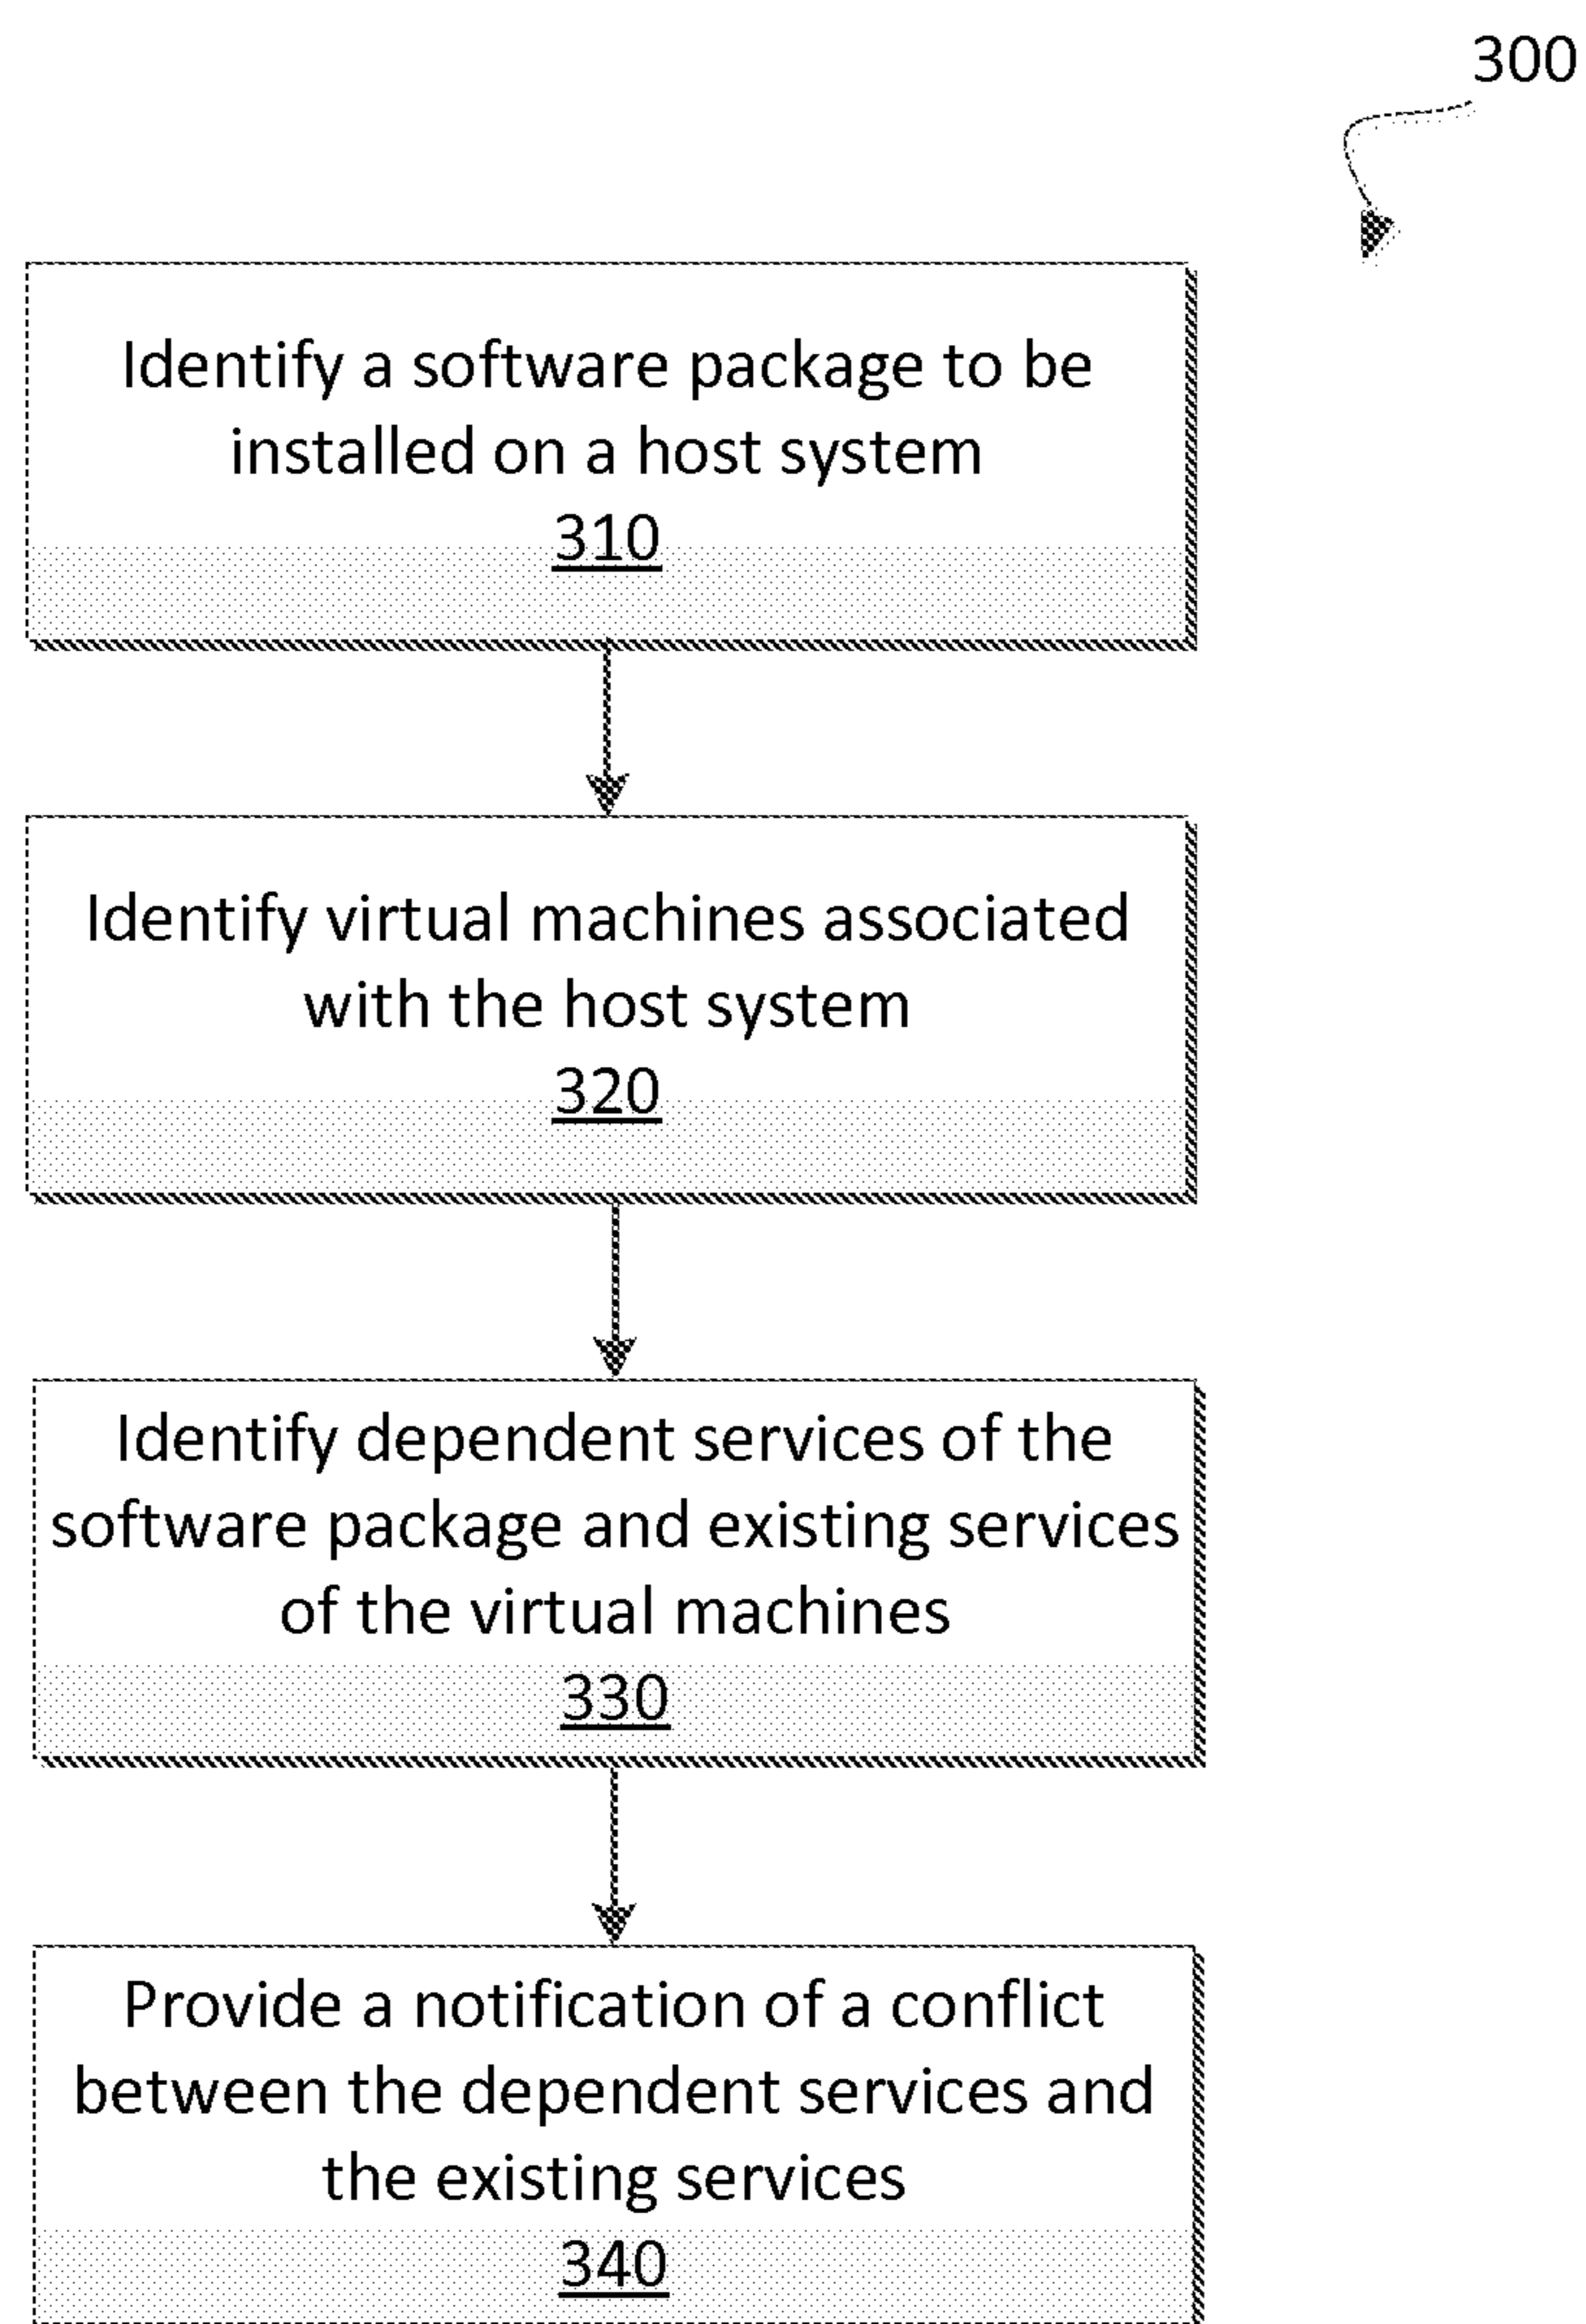 300
Identify a software package to be
installed on a host system
310
Identify virtual machines associated
with the host system
320
Identify dependent services of the
software package and existing services
of the virtual machines
330
Provide a notification of a conflict
between the dependent services and
the existing services
340